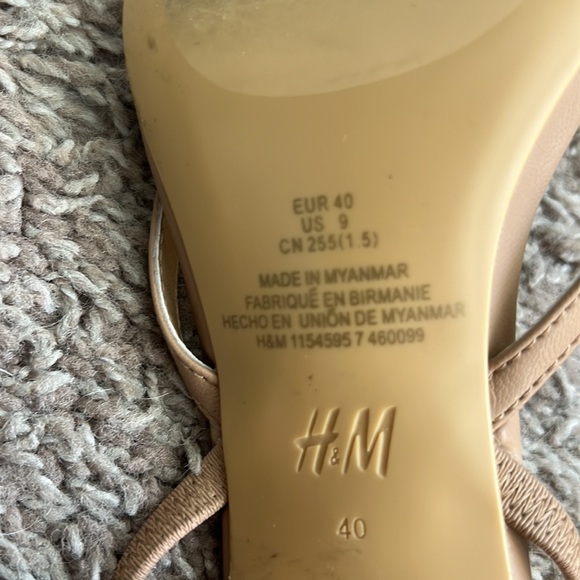 EUR 40
US 9
CN 255(1.5)
MADE IN MYANMAR
FABRIQUÉ EN BIRMANIE
HECHO EN UNIÓN DE MYANMAR
H&M 1154595 7 460099
H&M
40